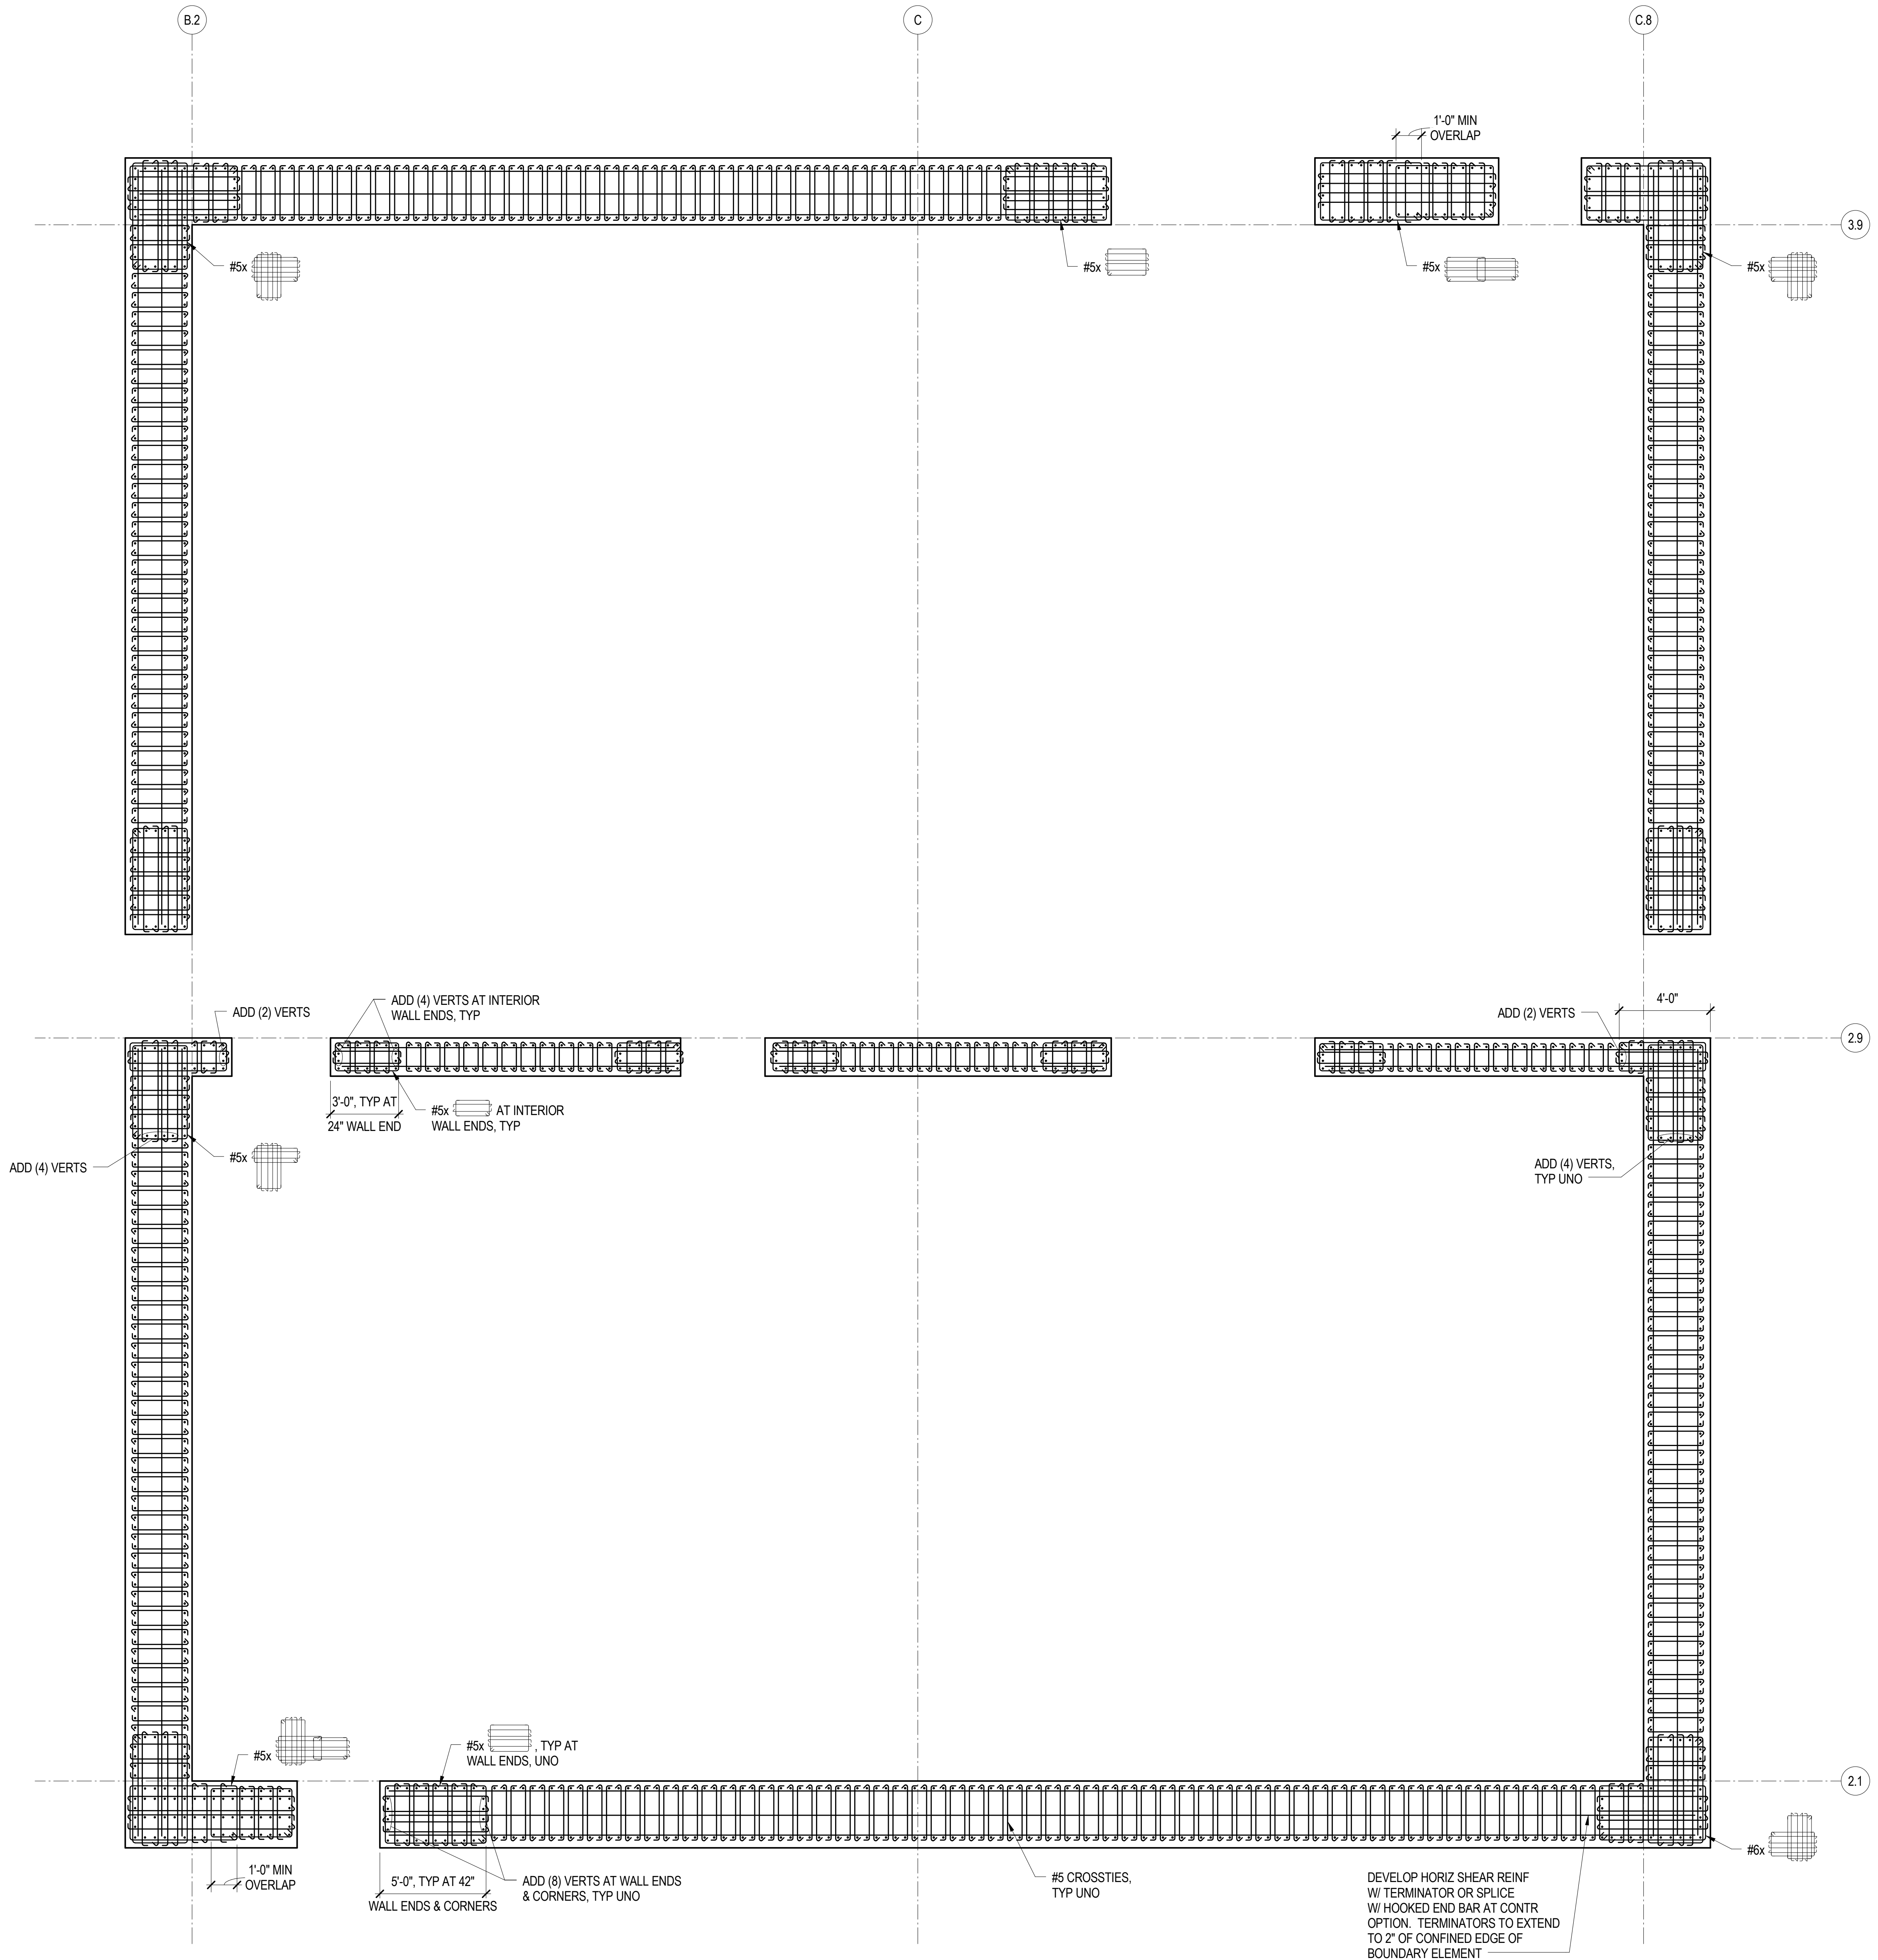 B.2
C
C.8
1'-0" MIN
OVERLAP
3.9
#5x
#5x
#5x
#5x
ADD (2) VERTS
ADD (4) VERTS AT INTERIOR
WALL ENDS, TYP
ADD (2) VERTS
4'-0"
2.9
3'-0", TYP AT
24" WALL END
#5x AT INTERIOR
WALL ENDS, TYP
ADD (4) VERTS
#5x
ADD (4) VERTS,
TYP UNO
#5x
#5x , TYP AT
WALL ENDS, UNO
2.1
1'-0" MIN
OVERLAP
5'-0", TYP AT 42"
WALL ENDS & CORNERS
ADD (8) VERTS AT WALL ENDS
& CORNERS, TYP UNO
#5 CROSSTIES,
TYP UNO
DEVELOP HORIZ SHEAR REINF
W/ TERMINATOR OR SPLICE
W/ HOOKED END BAR AT CONTR
OPTION. TERMINATORS TO EXTEND
TO 2" OF CONFINED EDGE OF
BOUNDARY ELEMENT
#6x